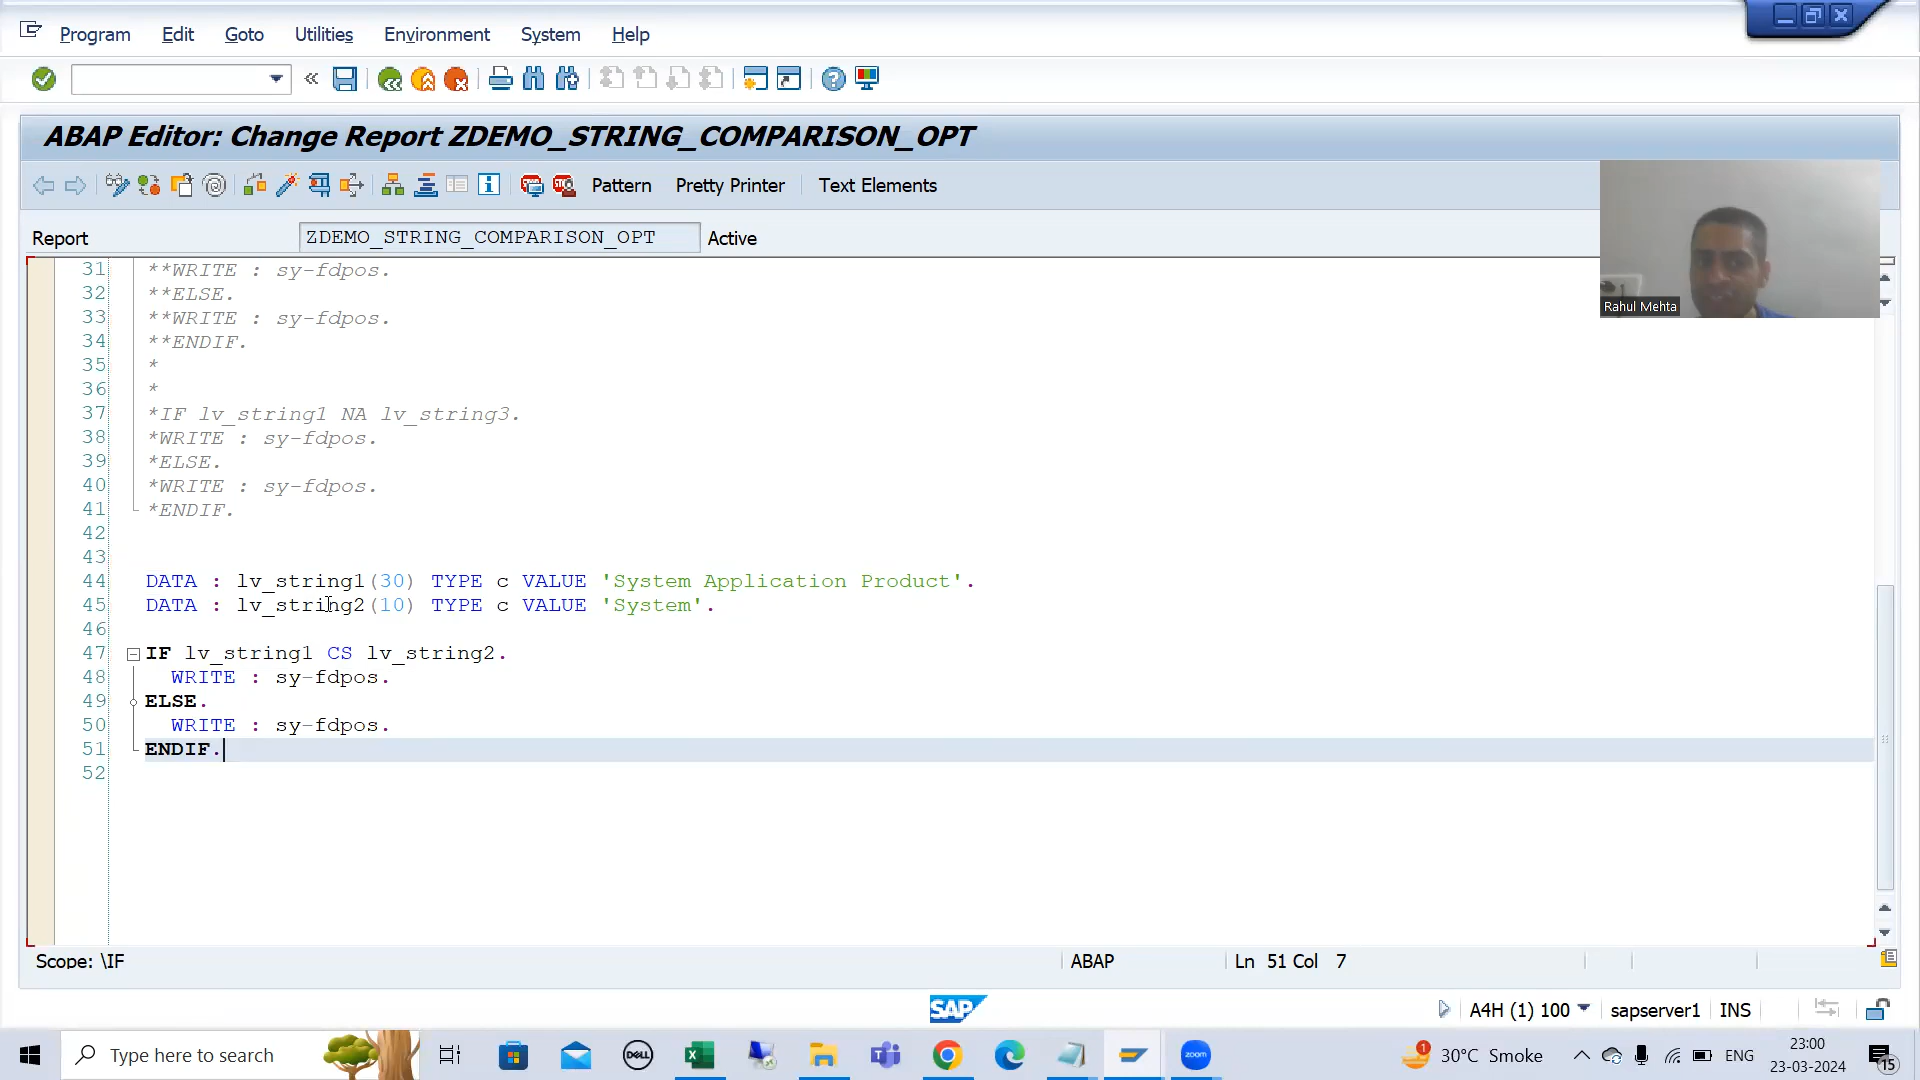 Program Edit Goto Utilities Environment System Help
ABAP Editor: Change Report ZDEMO_STRING_COMPARISON_OPT
Pattern Pretty Printer Text Elements
Report ZDEMO_STRING_COMPARISON_OPT Active
Rahul Mehta
31 **WRITE : sy-fdpos.
32 **ELSE.
33 **WRITE : sy-fdpos.
34 **ENDIF.
35 *
36 *
37 *IF lv_string1 NA lv_string3.
38 *WRITE : sy-fdpos.
39 *ELSE.
40 *WRITE : sy-fdpos.
41 *ENDIF.
42
43
44 DATA : lv_string1(30) TYPE c VALUE 'System Application Product'.
45 DATA : lv_string2(10) TYPE c VALUE 'System'.
46
47 IF lv_string1 CS lv_string2.
48 WRITE : sy-fdpos.
49 ELSE.
50 WRITE : sy-fdpos.
51 ENDIF.
52
Scope: \IF ABAP Ln 51 Col 7
SAP A4H (1) 100 sapserver1 INS
Type here to search DELL zoom 1 30°C Smoke ENG 23:00
23-03-2024 15